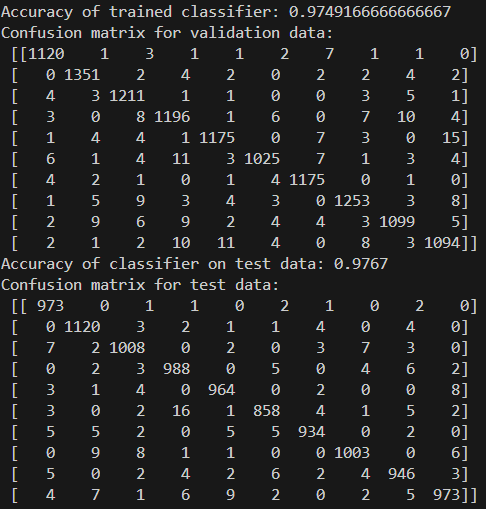 Accuracy of trained classifier: 0.9749166666666667
Confusion matrix for validation data:
[[1120 1 3 1 1 2 7 1 1 0]
[ 0 1351 2 4 2 0 2 2 4 2]
[ 4 3 1211 1 1 0 0 3 5 1]
[ 3 0 8 1196 1 6 0 7 10 4]
[ 1 4 4 1 1175 0 7 3 0 15]
[ 6 1 4 11 3 1025 7 1 3 4]
[ 4 2 1 0 1 4 1175 0 1 0]
[ 1 5 9 3 4 3 0 1253 3 8]
[ 2 9 6 9 2 4 4 3 1099 5]
[ 2 1 2 10 11 4 0 8 3 1094]]
Accuracy of classifier on test data: 0.9767
Confusion matrix for test data:
[[ 973 0 1 1 0 2 1 0 2 0]
[ 0 1120 3 2 1 1 4 0 4 0]
[ 7 2 1008 0 2 0 3 7 3 0]
[ 0 2 3 988 0 5 0 4 6 2]
[ 3 1 4 0 964 0 2 0 0 8]
[ 3 0 2 16 1 858 4 1 5 2]
[ 5 5 2 0 5 5 934 0 2 0]
[ 0 9 8 1 1 0 0 1003 0 6]
[ 5 0 2 4 2 6 2 4 946 3]
[ 4 7 1 6 9 2 0 2 5 973]]